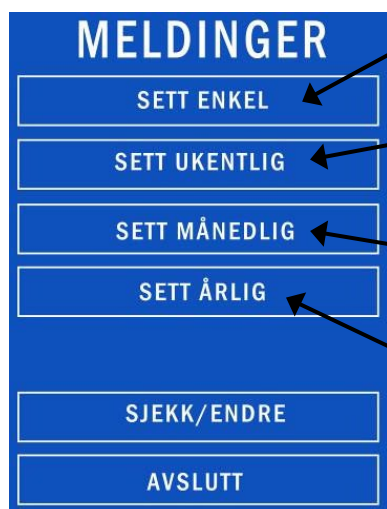 MELDINGER
SETT ENKEL
SETT UKENTLIG
SETT MÅNEDLIG
SETT ÅRLIG
SJEKK/ENDRE
AVSLUTT